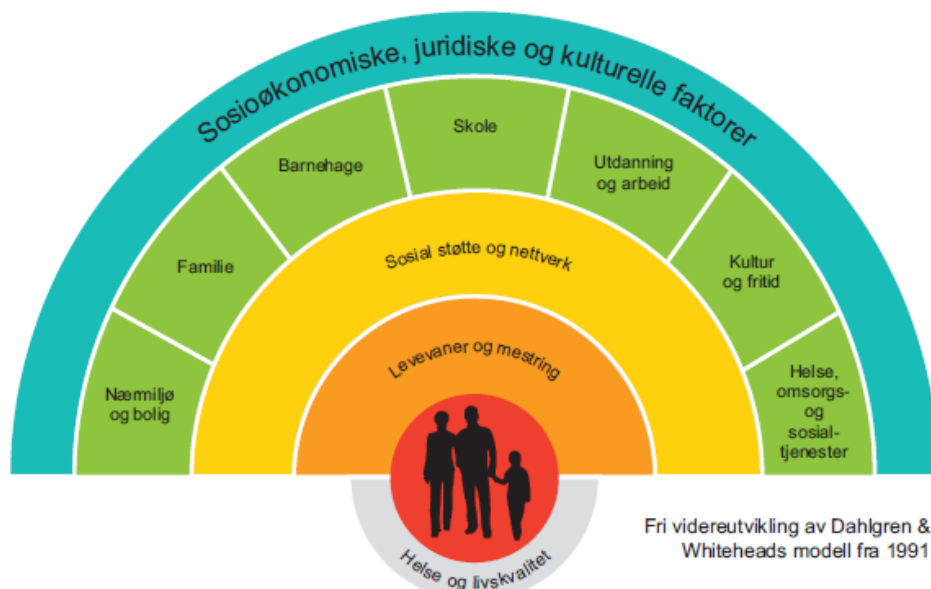 Sosioøkonomiske, juridiske og kulturelle faktorer
Nærmiljø
og bolig
Familie
Barnehage
Skole
Utdanning
og arbeid
Kultur
og fritid
Helse,
omsorgs-
og
sosial-
tjenester
Sosial støtte og nettverk
Levevaner og mestring
Helse og livskvalitet
Fri videreutvikling av Dahlgren &
Whiteheads modell fra 1991